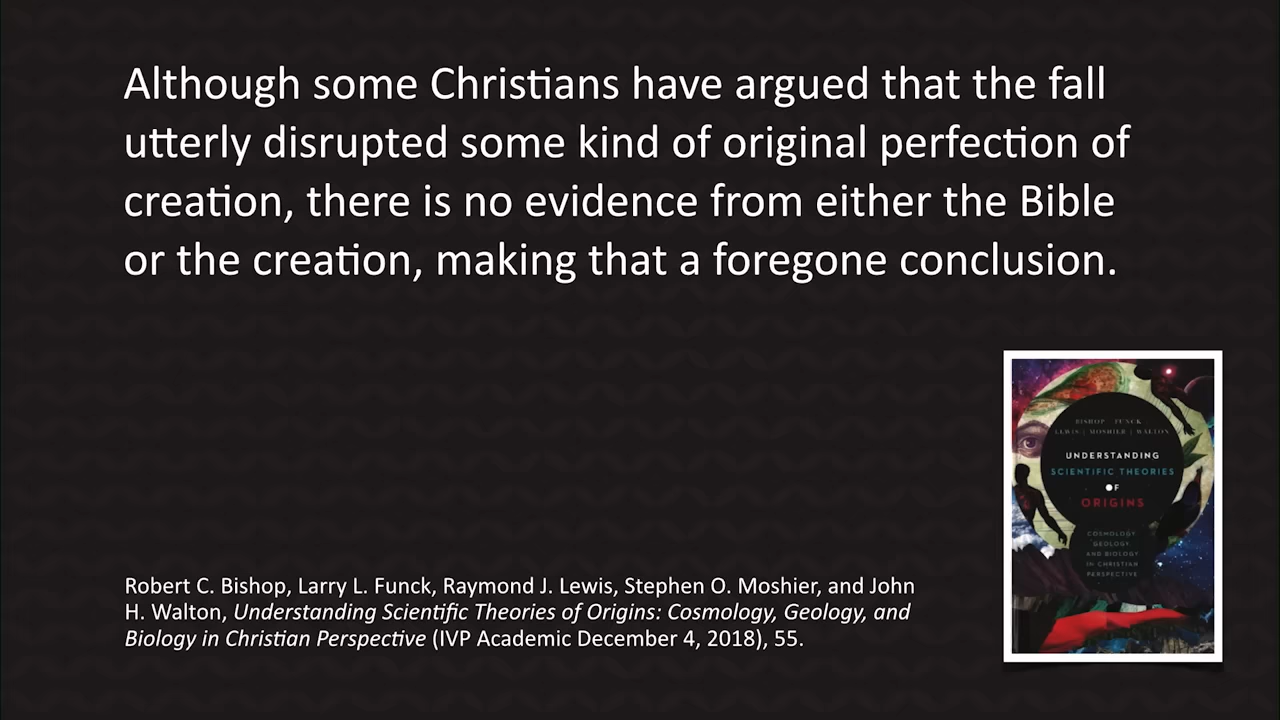 Although some Christians have argued that the fall
utterly disrupted some kind of original perfection of
creation, there is no evidence from either the Bible
or the creation, making that a foregone conclusion.
BISHOP | FUNCK
LEWIS | MOSHIER | WALTON
UNDERSTANDING
SCIENTIFIC THEORIES
OF
ORIGINS
COSMOLOGY,
GEOLOGY,
AND BIOLOGY
IN CHRISTIAN
PERSPECTIVE
Robert C. Bishop, Larry L. Funck, Raymond J. Lewis, Stephen O. Moshier, and John
H. Walton, Understanding Scientific Theories of Origins: Cosmology, Geology, and
Biology in Christian Perspective (IVP Academic December 4, 2018), 55.